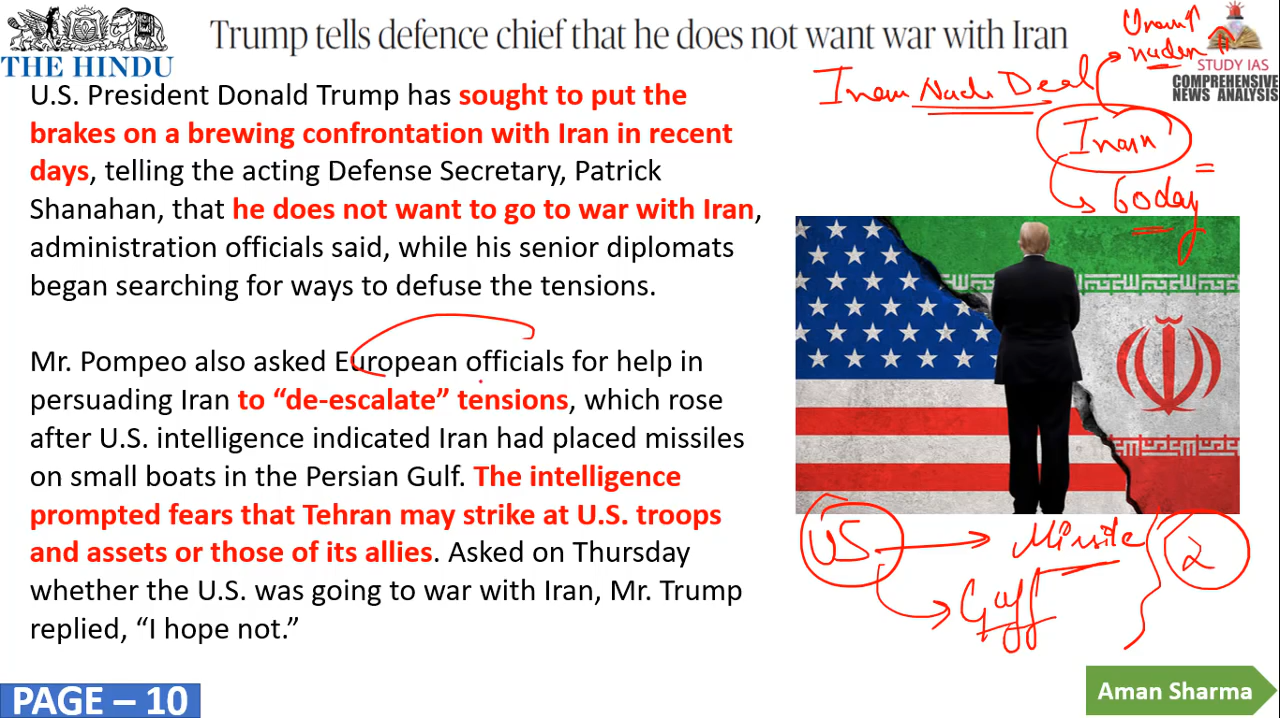 Trump tells defence chief that he does not want war with Iran
THE HINDU
STUDY IAS
COMPREHENSIVE
NEWS ANALYSIS
U.S. President Donald Trump has sought to put the
brakes on a brewing confrontation with Iran in recent
days, telling the acting Defense Secretary, Patrick
Shanahan, that he does not want to go to war with Iran,
administration officials said, while his senior diplomats
began searching for ways to defuse the tensions.
Mr. Pompeo also asked European officials for help in
persuading Iran to “de-escalate” tensions, which rose
after U.S. intelligence indicated Iran had placed missiles
on small boats in the Persian Gulf. The intelligence
prompted fears that Tehran may strike at U.S. troops
and assets or those of its allies. Asked on Thursday
whether the U.S. was going to war with Iran, Mr. Trump
replied, “I hope not.”
Iran Nucl Deal
Iran
60 day
US
Missile
2
PAGE – 10
Aman Sharma